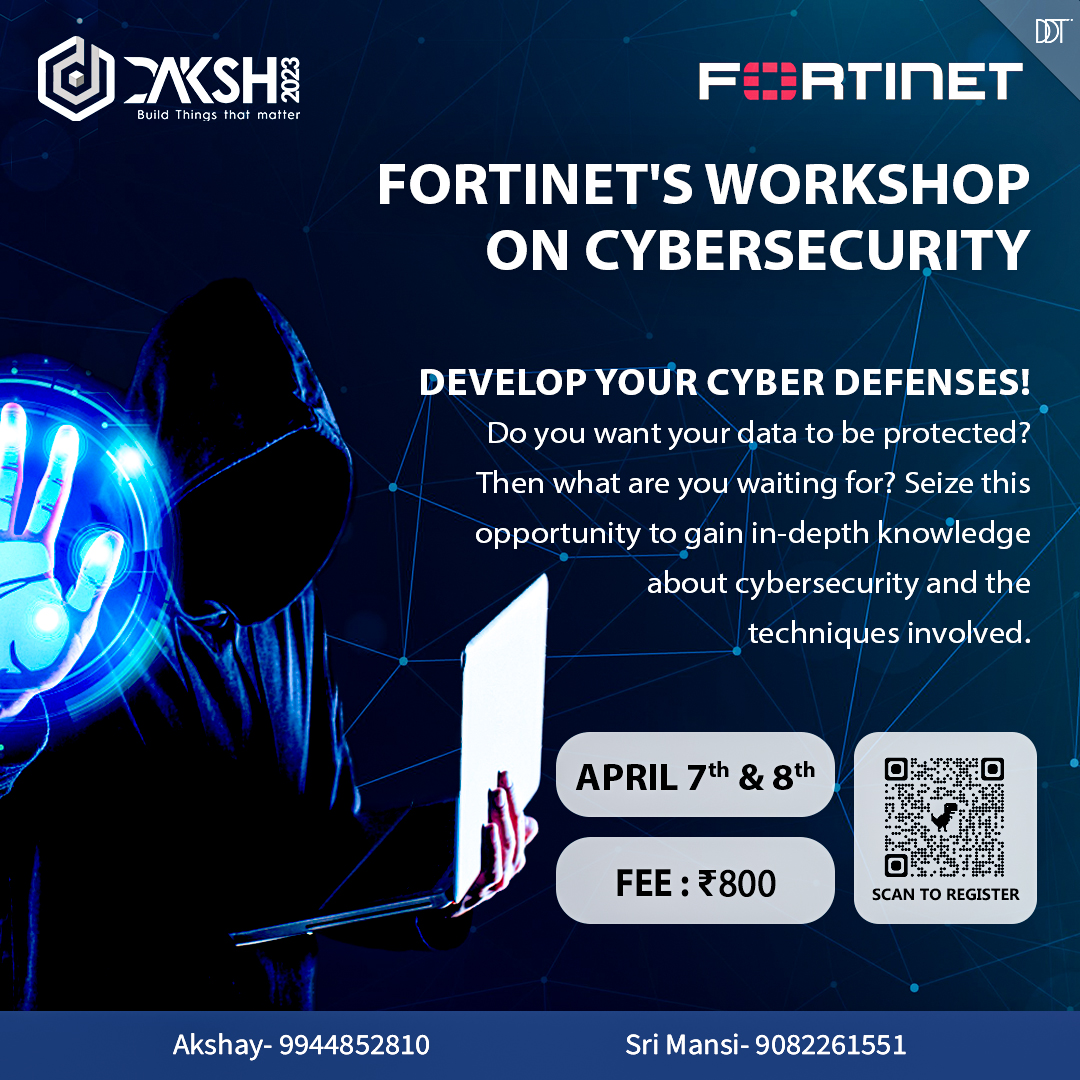 DAKSH 2023
Build Things that matter
FORTINET
DDT
FORTINET'S WORKSHOP
ON CYBERSECURITY
DEVELOP YOUR CYBER DEFENSES!
Do you want your data to be protected?
Then what are you waiting for? Seize this
opportunity to gain in-depth knowledge
about cybersecurity and the
techniques involved.
APRIL 7th & 8th
FEE : ₹800
SCAN TO REGISTER
Akshay- 9944852810
Sri Mansi- 9082261551